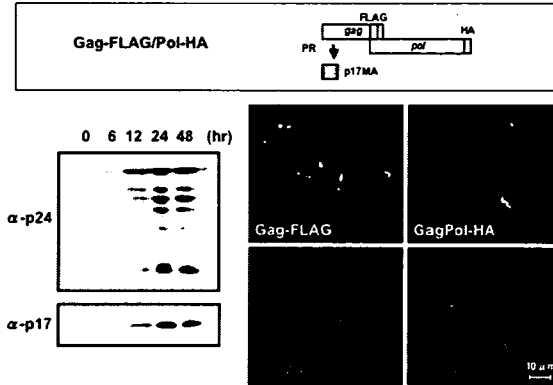 Gag-FLAG/Pol-HA
FLAG
HA
gag
pol
PR
p17MA
0 6 12 24 48 (hr)
α-p24
α-p17
Gag-FLAG
GagPol-HA
10 μm